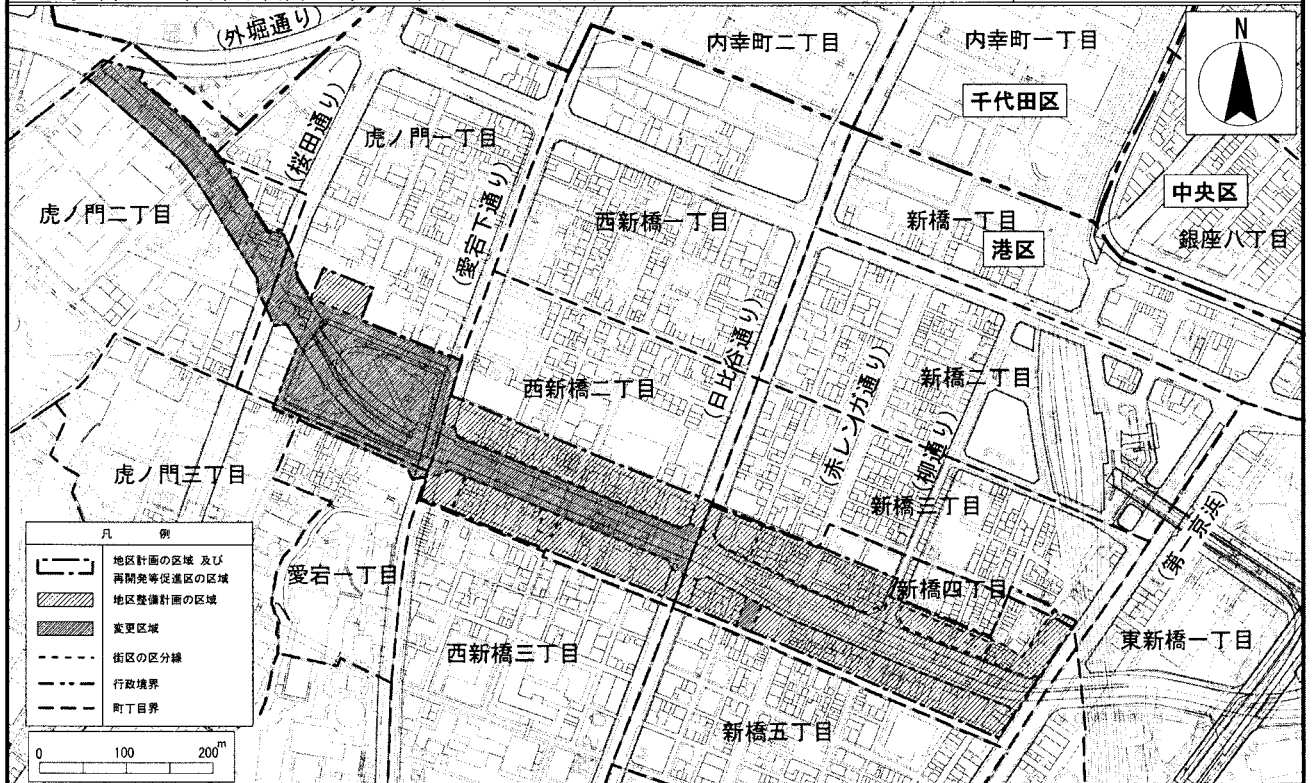 (外堀通り)
内幸町二丁目
内幸町一丁目
N
千代田区
虎ノ門一丁目
(桜田通り)
中央区
虎ノ門二丁目
(愛宕下通り)
西新橋一丁目
新橋一丁目
港区
銀座八丁目
(日比谷通り)
西新橋二丁目
(赤レンガ通り)
新橋二丁目
(柳通り)
虎ノ門三丁目
新橋三丁目
(第一京浜)
愛宕一丁目
新橋四丁目
東新橋一丁目
西新橋三丁目
新橋五丁目
凡例
地区計画の区域 及び
再開発等促進区の区域
地区整備計画の区域
変更区域
街区の区分線
行政境界
町丁目界
0 100 200m